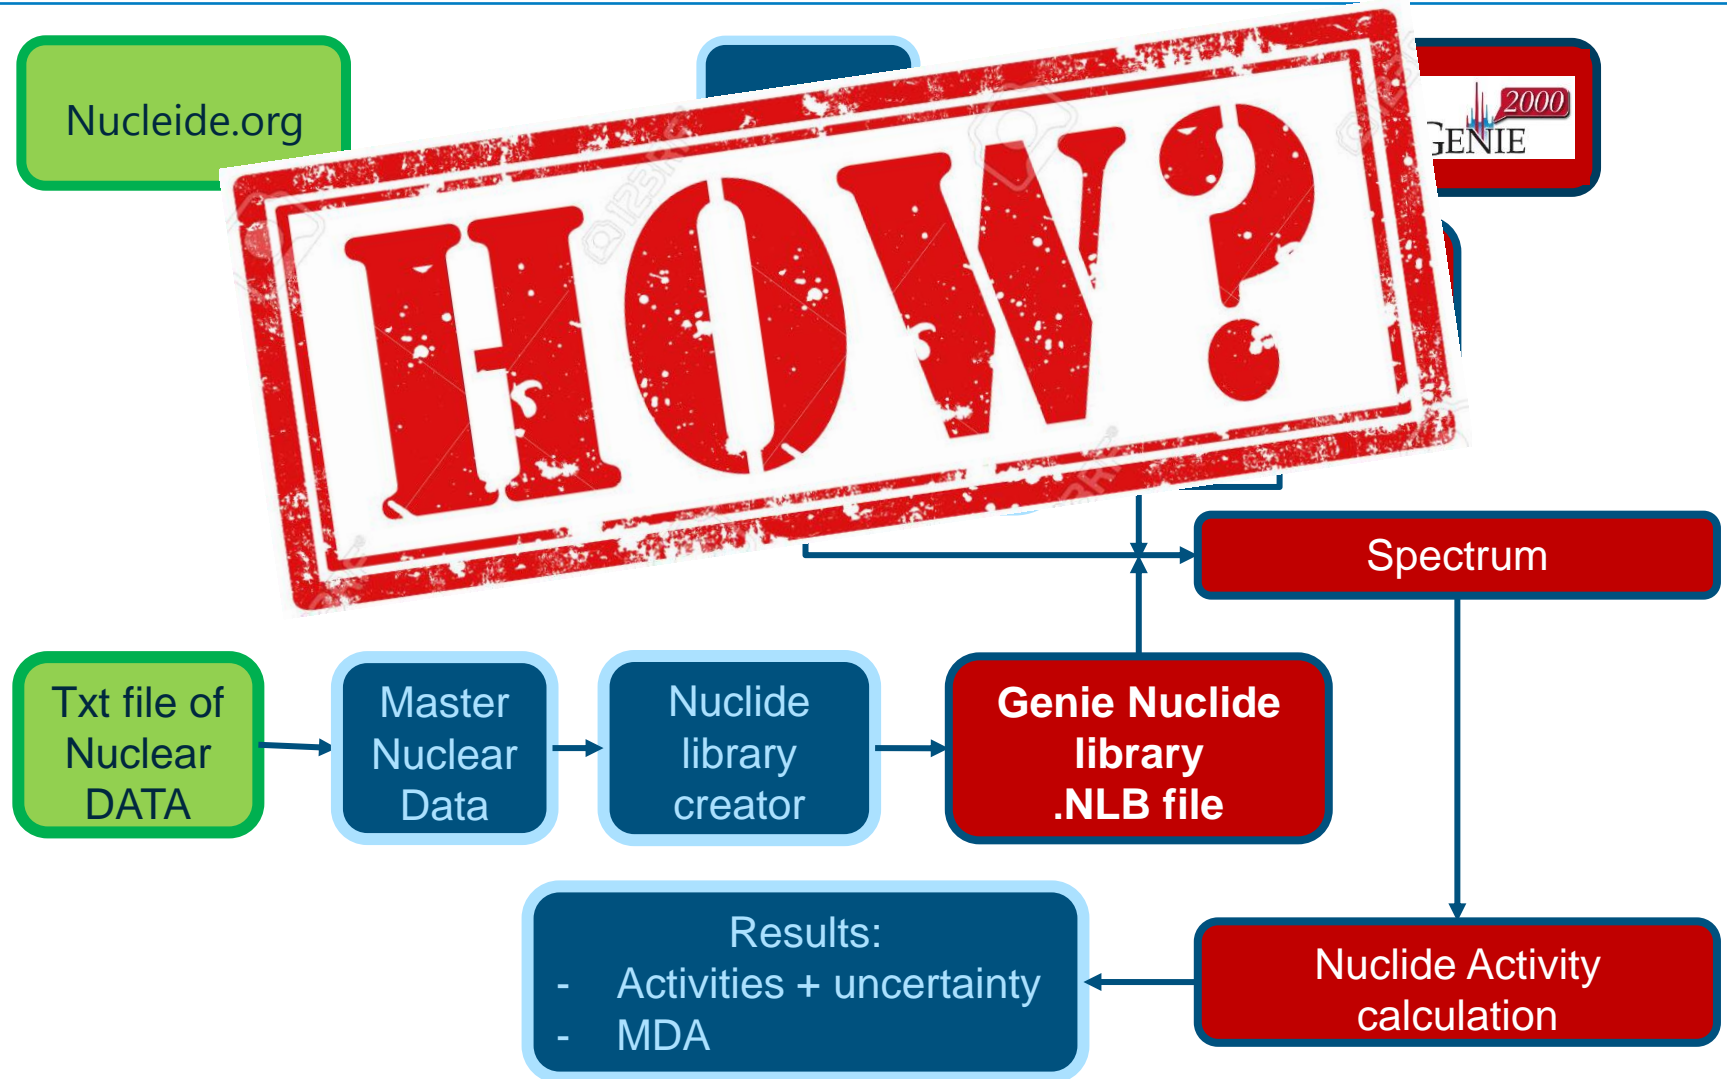 Nucleide.org
2000
GENIE
HOW?
Spectrum
Txt file of
Nuclear
DATA
Master
Nuclear
Data
Nuclide
library
creator
Genie Nuclide
library
.NLB file
Results:
- Activities + uncertainty
- MDA
Nuclide Activity
calculation